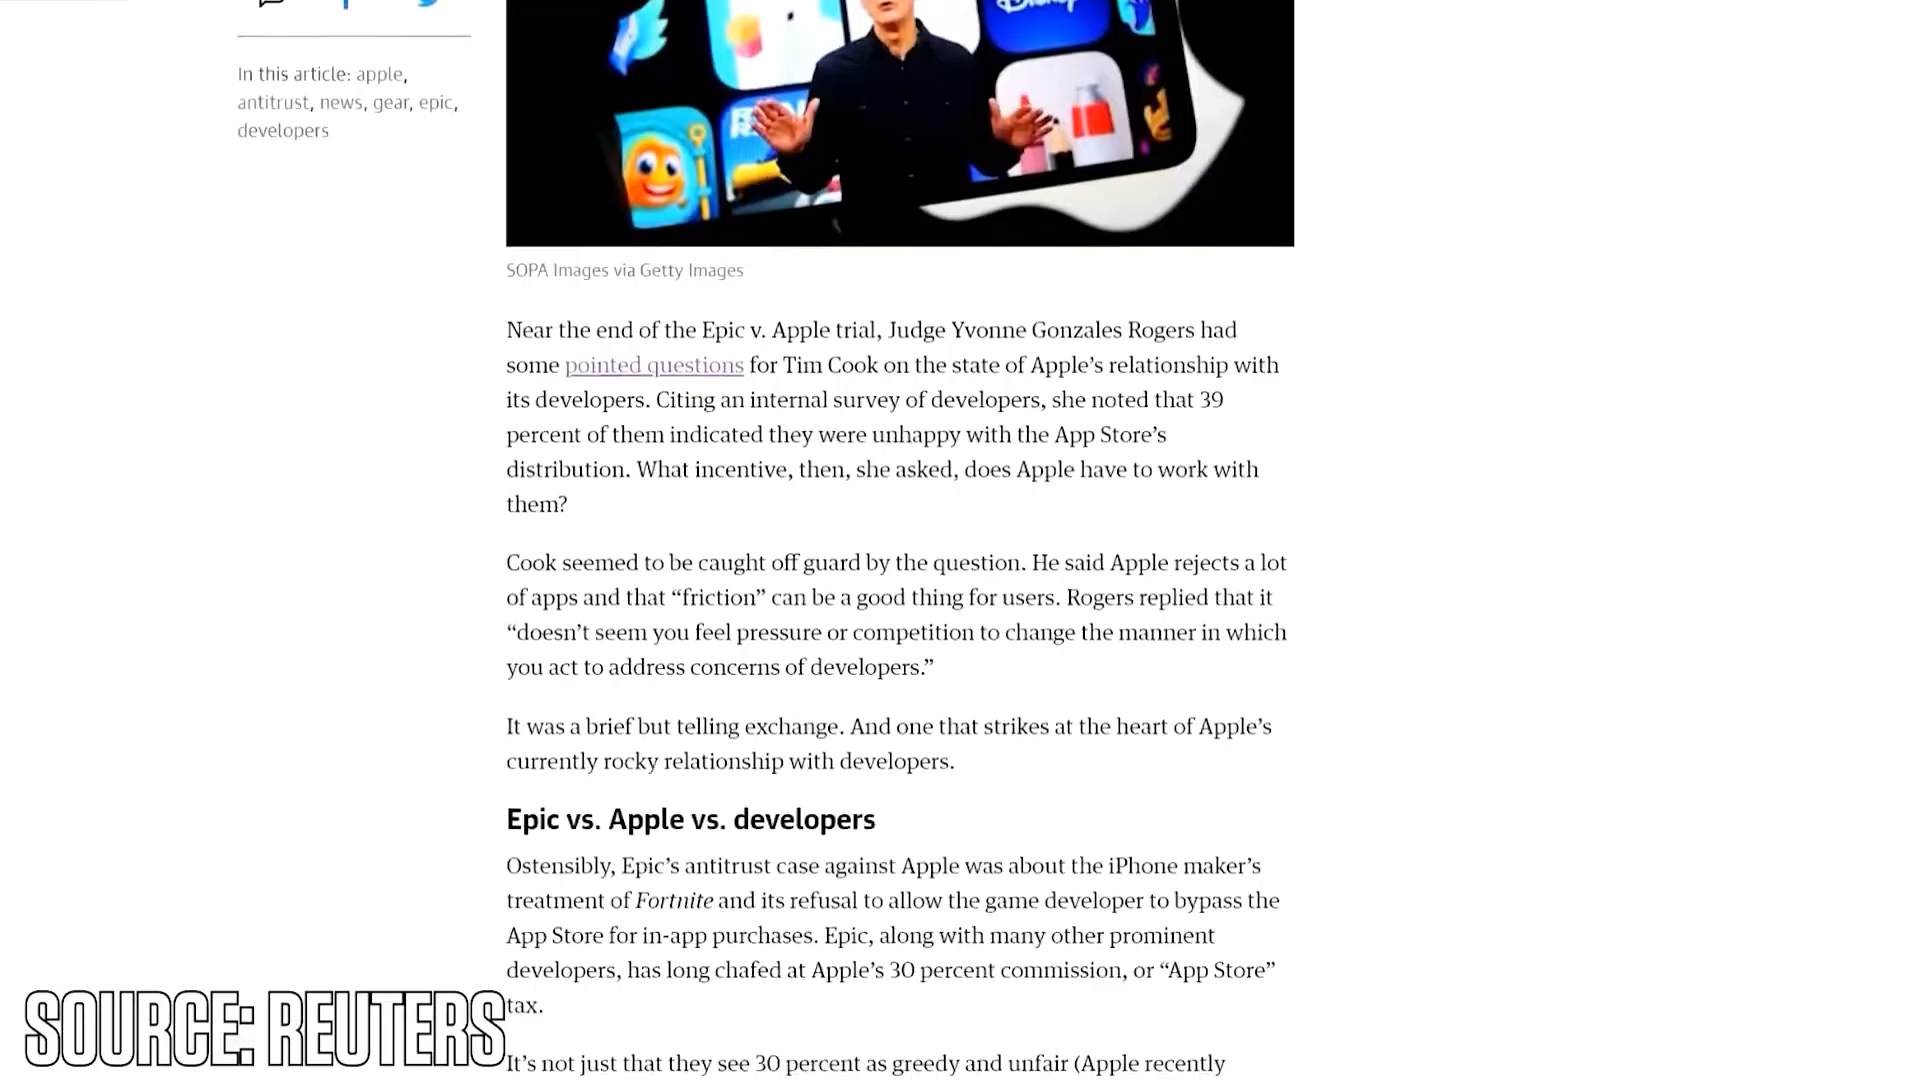 Disney
In this article: apple,
antitrust, news, gear, epic,
developers
SOPA Images via Getty Images
Near the end of the Epic v. Apple trial, Judge Yvonne Gonzales Rogers had
some pointed questions for Tim Cook on the state of Apple’s relationship with
its developers. Citing an internal survey of developers, she noted that 39
percent of them indicated they were unhappy with the App Store’s
distribution. What incentive, then, she asked, does Apple have to work with
them?
Cook seemed to be caught off guard by the question. He said Apple rejects a lot
of apps and that “friction” can be a good thing for users. Rogers replied that it
“doesn’t seem you feel pressure or competition to change the manner in which
you act to address concerns of developers.”
It was a brief but telling exchange. And one that strikes at the heart of Apple’s
currently rocky relationship with developers.
Epic vs. Apple vs. developers
Ostensibly, Epic’s antitrust case against Apple was about the iPhone maker’s
treatment of Fortnite and its refusal to allow the game developer to bypass the
App Store for in-app purchases. Epic, along with many other prominent
developers, has long chafed at Apple’s 30 percent commission, or “App Store”
tax.
It’s not just that they see 30 percent as greedy and unfair (Apple recently
SOURCE: REUTERS